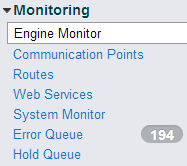 Monitoring
Engine Monitor
Communication Points
Routes
Web Services
System Monitor
Error Queue 194
Hold Queue